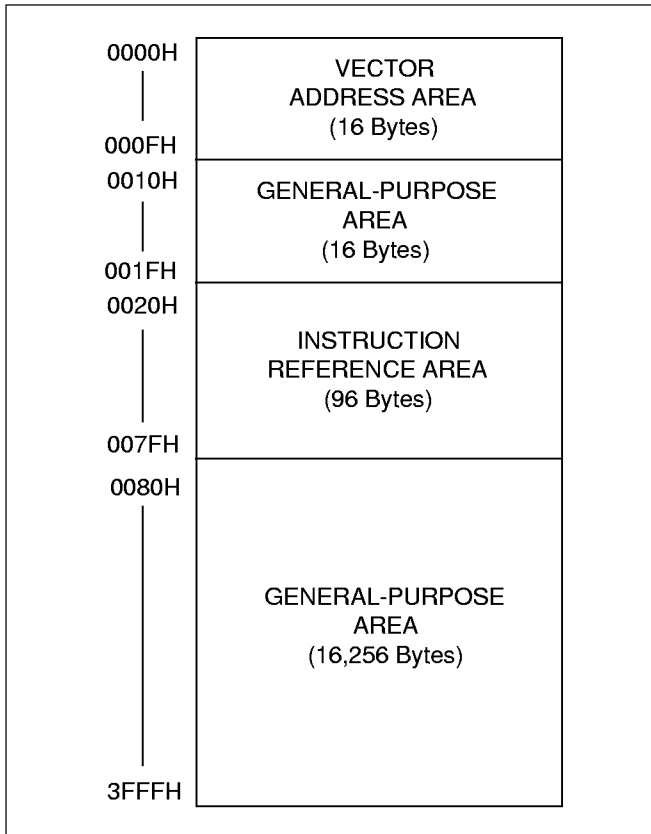 0000H
VECTOR
ADDRESS AREA
(16 Bytes)
000FH
0010H
GENERAL-PURPOSE
AREA
(16 Bytes)
001FH
0020H
INSTRUCTION
REFERENCE AREA
(96 Bytes)
007FH
0080H
GENERAL-PURPOSE
AREA
(16,256 Bytes)
3FFFH